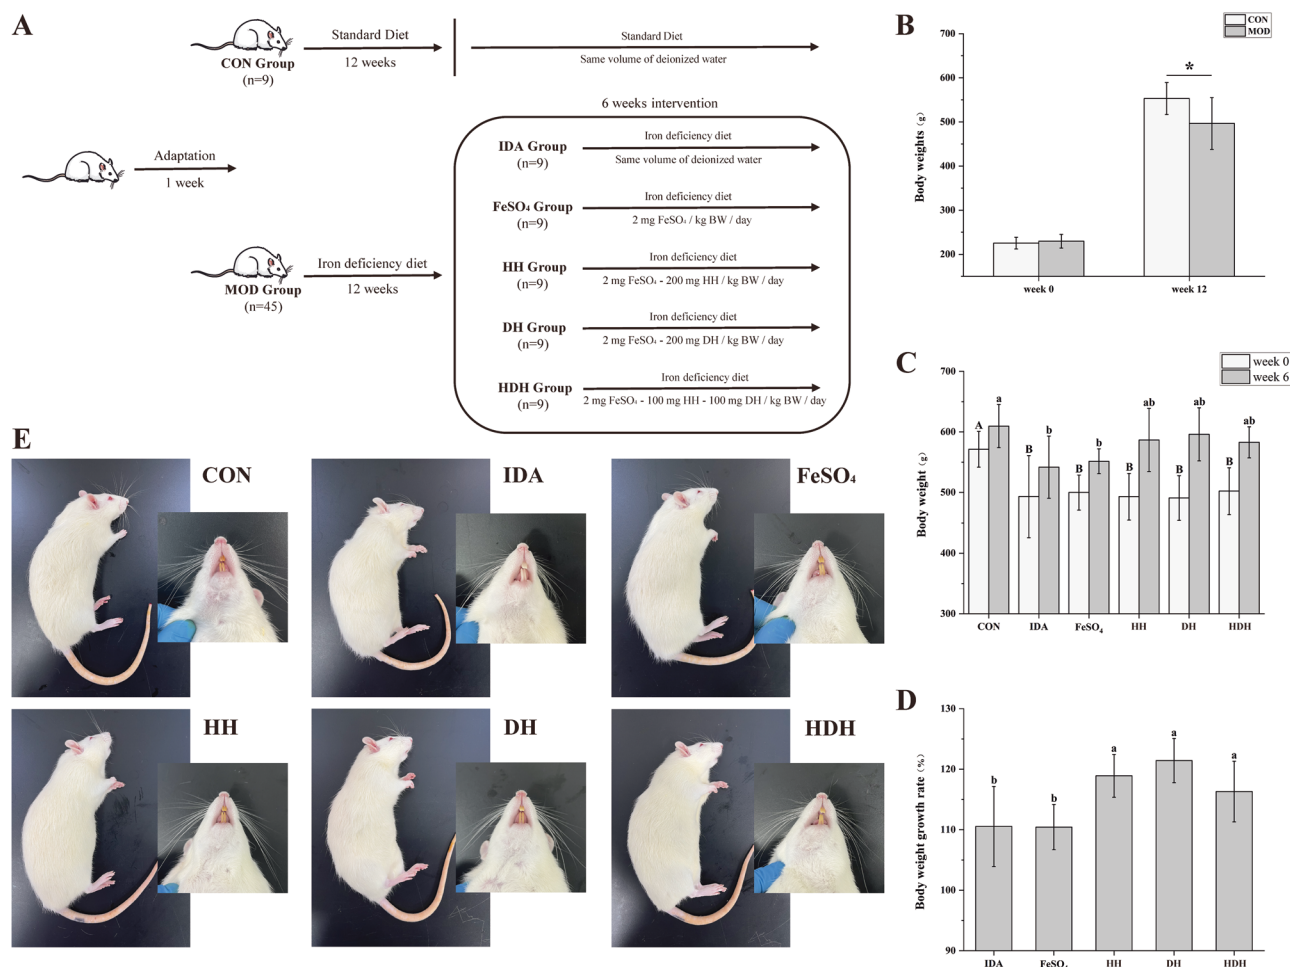 A
CON Group
(n=9)
Standard Diet
12 weeks
Standard Diet
Same volume of deionized water
6 weeks intervention
Adaptation
1 week
MOD Group
(n=45)
Iron deficiency diet
12 weeks
IDA Group
(n=9)
Iron deficiency diet
Same volume of deionized water
FeSO₄ Group
(n=9)
Iron deficiency diet
2 mg FeSO₄ / kg BW / day
HH Group
(n=9)
Iron deficiency diet
2 mg FeSO₄ - 200 mg HH / kg BW / day
DH Group
(n=9)
Iron deficiency diet
2 mg FeSO₄ - 200 mg DH / kg BW / day
HDH Group
(n=9)
Iron deficiency diet
2 mg FeSO₄ - 100 mg HH - 100 mg DH / kg BW / day
B
CON
MOD
Body weights（g）
700
600
500
400
300
200
*
week 0
week 12
C
week 0
week 6
Body weight（g）
700
600
500
400
300
A a
B b
B b
B ab
B ab
B ab
CON IDA FeSO₄ HH DH HDH
D
Body weight growth rate（%）
130
120
110
100
90
b b a a a
IDA FeSO₄ HH DH HDH
E
CON
IDA
FeSO₄
HH
DH
HDH